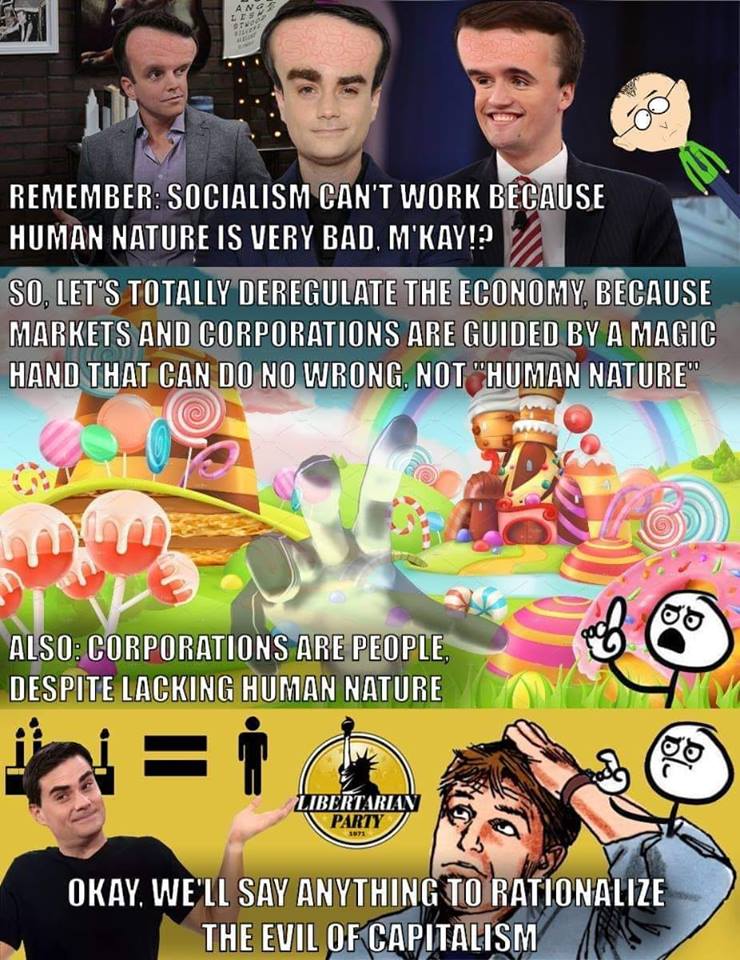 ANGE
REMEMBER: SOCIALISM CAN'T WORK BECAUSE
HUMAN NATURE IS VERY BAD, M'KAY!?
SO, LET'S TOTALLY DEREGULATE THE ECONOMY, BECAUSE
MARKETS AND CORPORATIONS ARE GUIDED BY A MAGIC
HAND THAT CAN DO NO WRONG, NOT "HUMAN NATURE"
ALSO: CORPORATIONS ARE PEOPLE,
DESPITE LACKING HUMAN NATURE
LIBERTARIAN
PARTY
1971
OKAY, WE'LL SAY ANYTHING TO RATIONALIZE
THE EVIL OF CAPITALISM